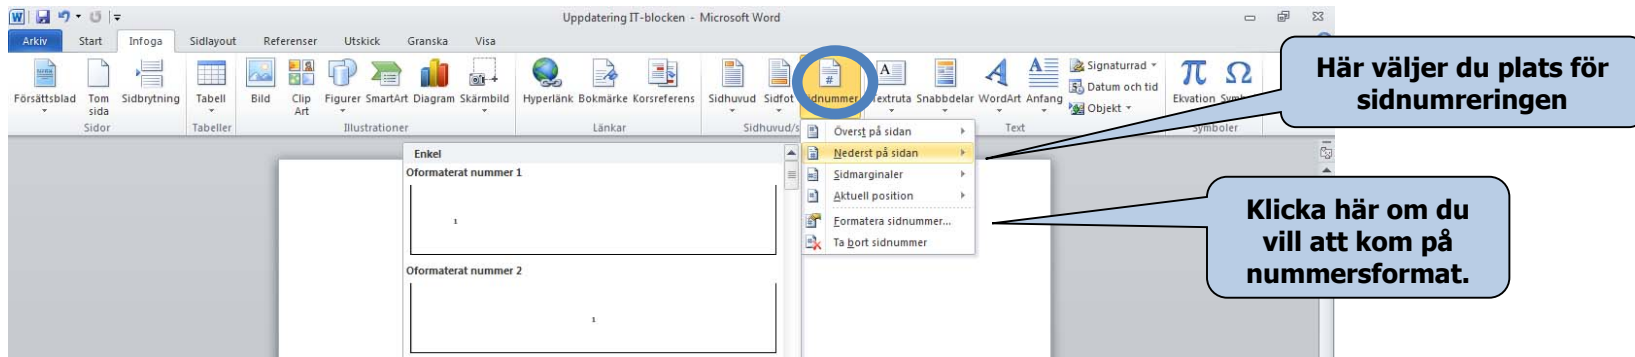 Uppdatering IT-blocken - Microsoft Word
Arkiv Start Infoga Sidlayout Referenser Utskick Granska Visa
Försättsblad Tom sida Sidbrytning
Sidor
Tabell
Tabeller
Bild Clip Art Figurer SmartArt Diagram Skärmbild
Illustrationer
Hyperlänk Bokmärke Korsreferens
Länkar
Sidhuvud Sidfot
Sidhuvud/s
Snabbdelar WordArt Anfang
Signaturrad
Datum och tid
Objekt
Text
Ekvation
Symboler
Här väljer du plats för
sidnumreringen
Överst på sidan
Nederst på sidan
Sidmarginaler
Aktuell position
Formatera sidnummer...
Ta bort sidnummer
Enkel
Oformaterat nummer 1
1
Oformaterat nummer 2
1
Klicka här om du
vill att kom på
nummersformat.